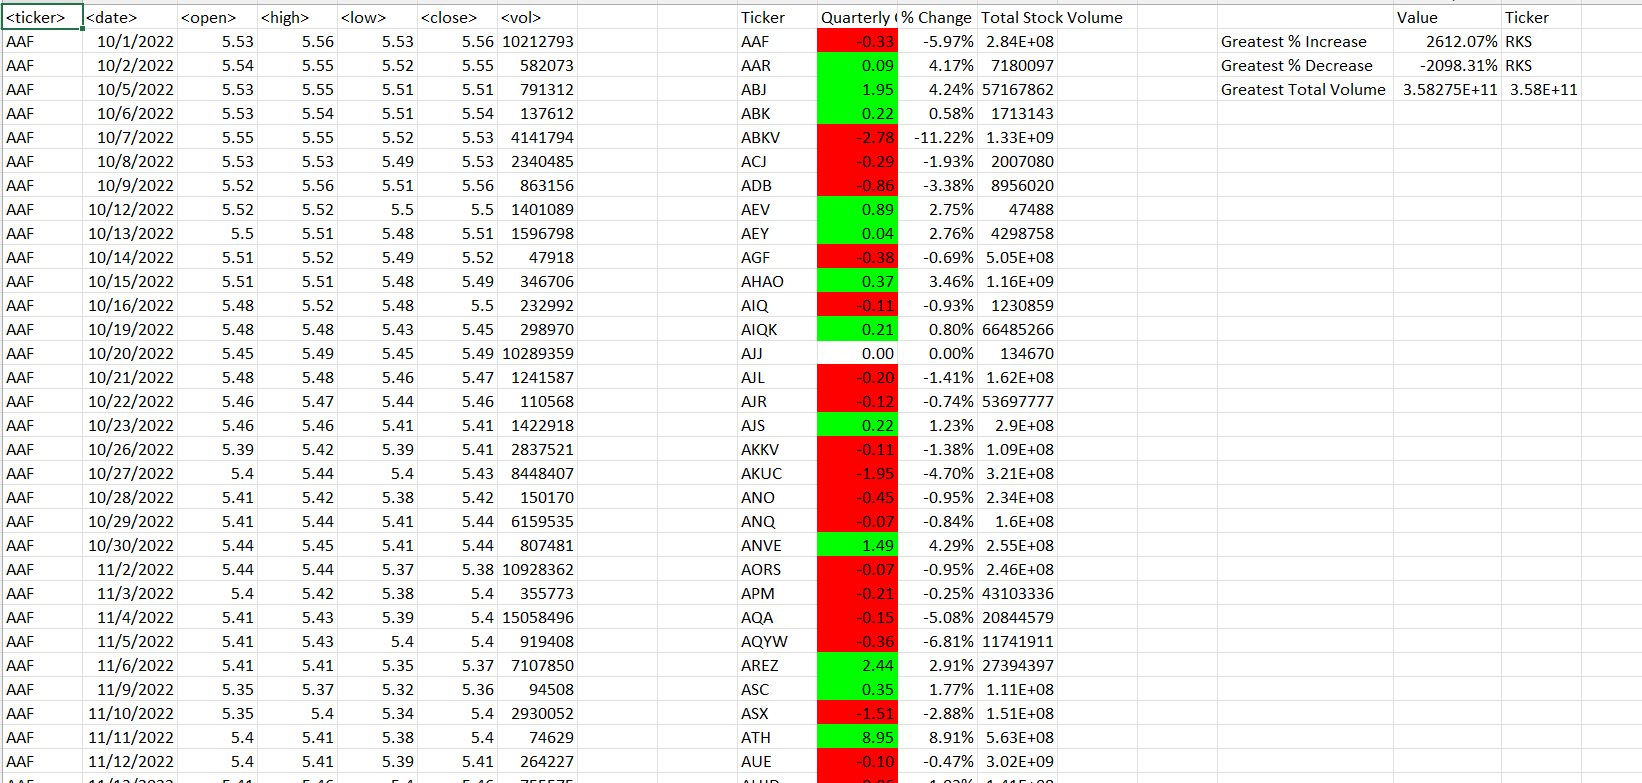 <ticker> <date> <open> <high> <low> <close> <vol> Ticker Quarterly % Change Total Stock Volume Value Ticker
AAF 10/1/2022 5.53 5.56 5.53 5.56 10212793 AAF -0.33 -5.97% 2.84E+08 Greatest % Increase 2612.07% RKS
AAF 10/2/2022 5.54 5.55 5.52 5.55 582073 AAR 0.09 4.17% 7180097 Greatest % Decrease -2098.31% RKS
AAF 10/5/2022 5.53 5.55 5.51 5.51 791312 ABJ 1.95 4.24% 57167862 Greatest Total Volume 3.58275E+11 3.58E+11
AAF 10/6/2022 5.53 5.54 5.51 5.54 137612 ABK 0.22 0.58% 1713143
AAF 10/7/2022 5.55 5.55 5.52 5.53 4141794 ABKV -2.78 -11.22% 1.33E+09
AAF 10/8/2022 5.53 5.53 5.49 5.53 2340485 ACJ -0.29 -1.93% 2007080
AAF 10/9/2022 5.52 5.56 5.51 5.56 863156 ADB -0.86 -3.38% 8956020
AAF 10/12/2022 5.52 5.52 5.5 5.5 1401089 AEV 0.89 2.75% 47488
AAF 10/13/2022 5.5 5.51 5.48 5.51 1596798 AEY 0.04 2.76% 4298758
AAF 10/14/2022 5.51 5.52 5.49 5.52 47918 AGF -0.38 -0.69% 5.05E+08
AAF 10/15/2022 5.51 5.51 5.48 5.49 346706 AHAO 0.37 3.46% 1.16E+09
AAF 10/16/2022 5.48 5.52 5.48 5.5 232992 AIQ -0.11 -0.93% 1230859
AAF 10/19/2022 5.48 5.48 5.43 5.45 298970 AIQK 0.21 0.80% 66485266
AAF 10/20/2022 5.45 5.49 5.45 5.49 10289359 AJJ 0.00 0.00% 134670
AAF 10/21/2022 5.48 5.48 5.46 5.47 1241587 AJL -0.20 -1.41% 1.62E+08
AAF 10/22/2022 5.46 5.47 5.44 5.46 110568 AJR -0.12 -0.74% 53697777
AAF 10/23/2022 5.46 5.46 5.41 5.41 1422918 AJS 0.22 1.23% 2.9E+08
AAF 10/26/2022 5.39 5.42 5.39 5.41 2837521 AKKV -0.11 -1.38% 1.09E+08
AAF 10/27/2022 5.4 5.44 5.4 5.43 8448407 AKUC -1.95 -4.70% 3.21E+08
AAF 10/28/2022 5.41 5.42 5.38 5.42 150170 ANO -0.45 -0.95% 2.34E+08
AAF 10/29/2022 5.41 5.44 5.41 5.44 6159535 ANQ -0.07 -0.84% 1.6E+08
AAF 10/30/2022 5.44 5.45 5.41 5.44 807481 ANVE 1.49 4.29% 2.55E+08
AAF 11/2/2022 5.44 5.44 5.37 5.38 10928362 AORS -0.07 -0.95% 2.46E+08
AAF 11/3/2022 5.4 5.42 5.38 5.4 355773 APM -0.21 -0.25% 43103336
AAF 11/4/2022 5.41 5.43 5.39 5.4 15058496 AQA -0.15 -5.08% 20844579
AAF 11/5/2022 5.41 5.43 5.4 5.4 919408 AQYW -0.36 -6.81% 11741911
AAF 11/6/2022 5.41 5.41 5.35 5.37 7107850 AREZ 2.44 2.91% 27394397
AAF 11/9/2022 5.35 5.37 5.32 5.36 94508 ASC 0.35 1.77% 1.11E+08
AAF 11/10/2022 5.35 5.4 5.34 5.4 2930052 ASX -1.51 -2.88% 1.51E+08
AAF 11/11/2022 5.4 5.41 5.38 5.4 74629 ATH 8.95 8.91% 5.63E+08
AAF 11/12/2022 5.4 5.41 5.39 5.41 264227 AUE -0.10 -0.47% 3.02E+09